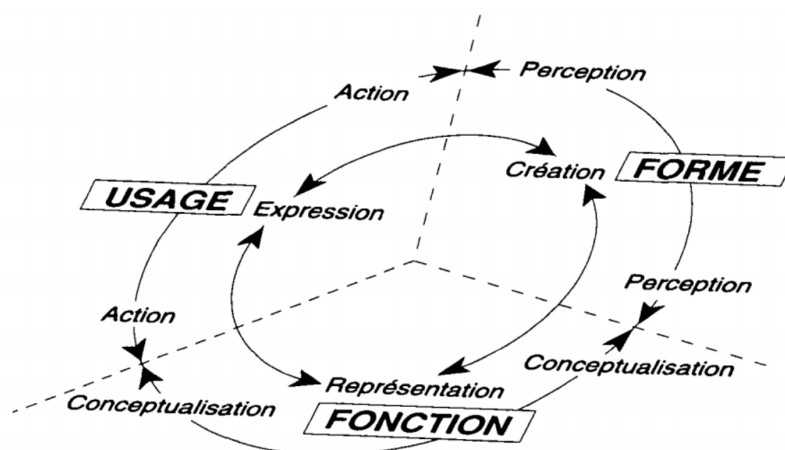 Perception
Action
Création
FORME
USAGE
Expression
Perception
Action
Conceptualisation
Représentation
Conceptualisation
FONCTION